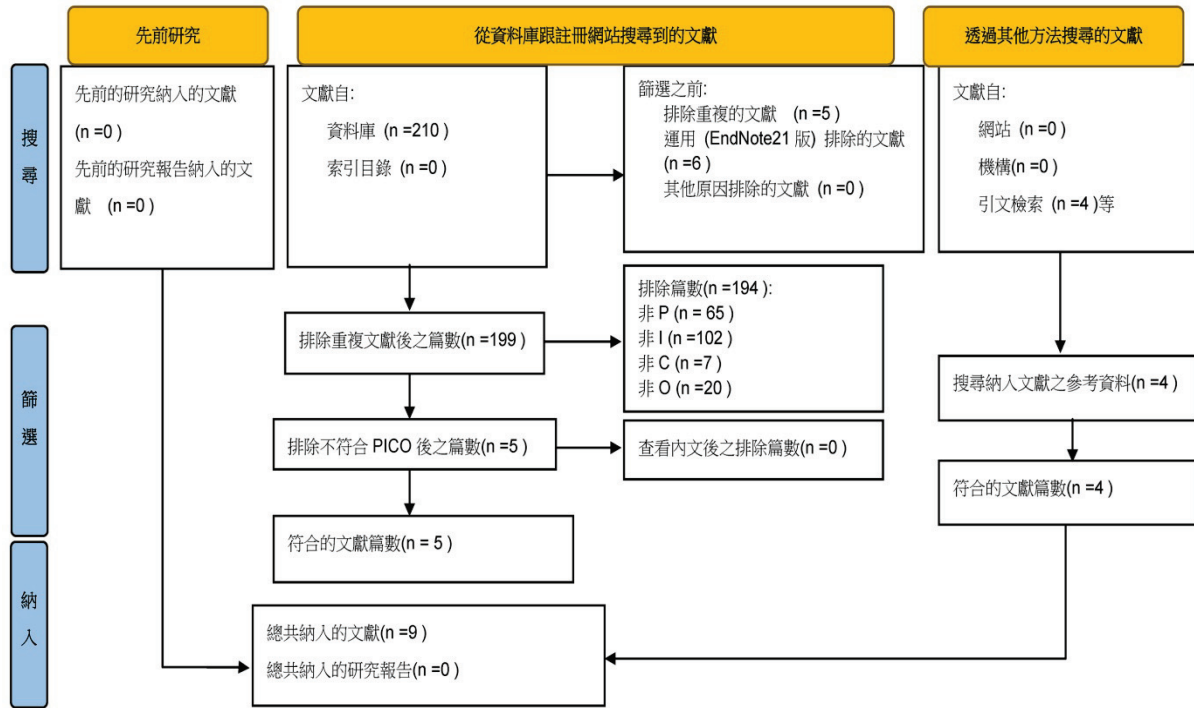 先前研究
從資料庫跟註冊網站搜尋到的文獻
透過其他方法搜尋的文獻
搜尋
先前的研究納入的文獻
(n =0)
先前的研究報告納入的文
獻 (n =0)
文獻自:
資料庫 (n =210)
索引目錄 (n =0)
篩選之前:
排除重複的文獻 (n =5)
運用 (EndNote21 版) 排除的文獻
(n =6)
其他原因排除的文獻 (n =0)
文獻自:
網站 (n =0)
機構(n =0)
引文檢索 (n =4)等
篩選
排除重複文獻後之篇數(n =199 )
排除篇數(n =194 ):
非 P (n = 65)
非 I (n =102)
非 C (n =7)
非 O (n =20)
搜尋納入文獻之參考資料(n =4 )
排除不符合 PICO 後之篇數(n =5 )
查看內文後之排除篇數(n =0 )
符合的文獻篇數(n =4 )
符合的文獻篇數(n = 5 )
納入
總共納入的文獻(n =9 )
總共納入的研究報告(n =0 )